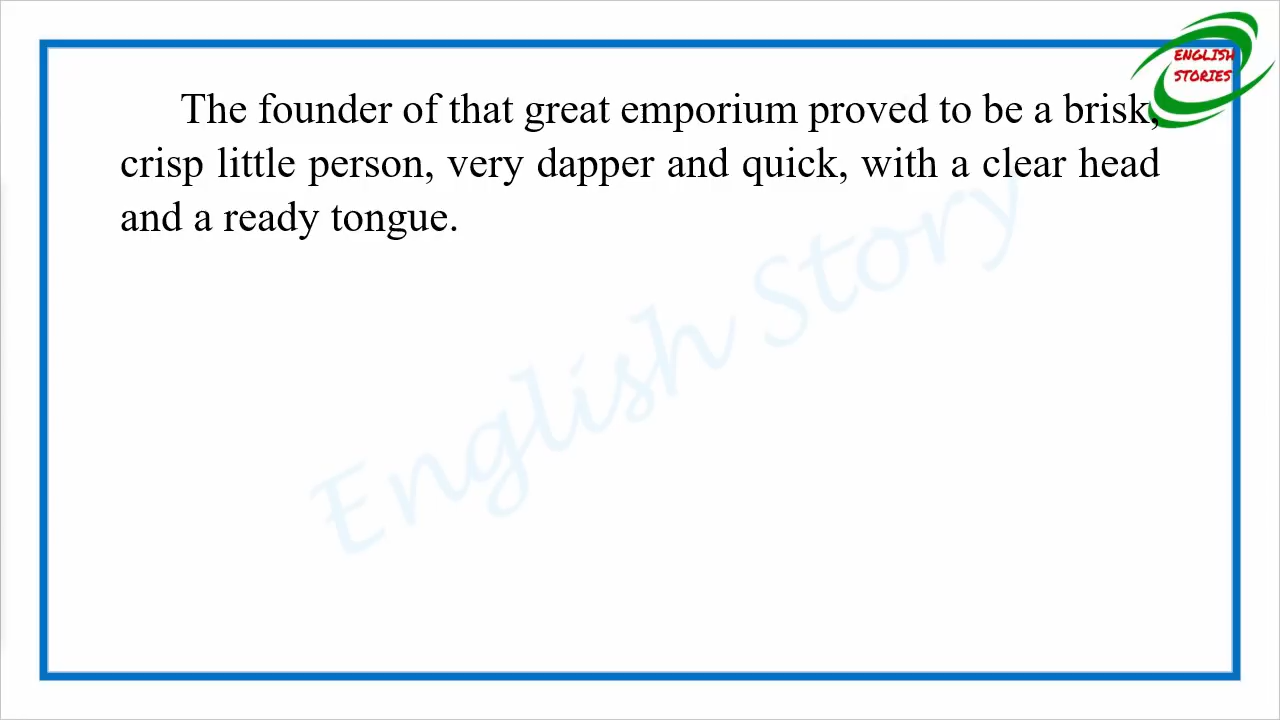 ENGLISH
STORIES
The founder of that great emporium proved to be a brisk,
crisp little person, very dapper and quick, with a clear head
and a ready tongue.
English Story